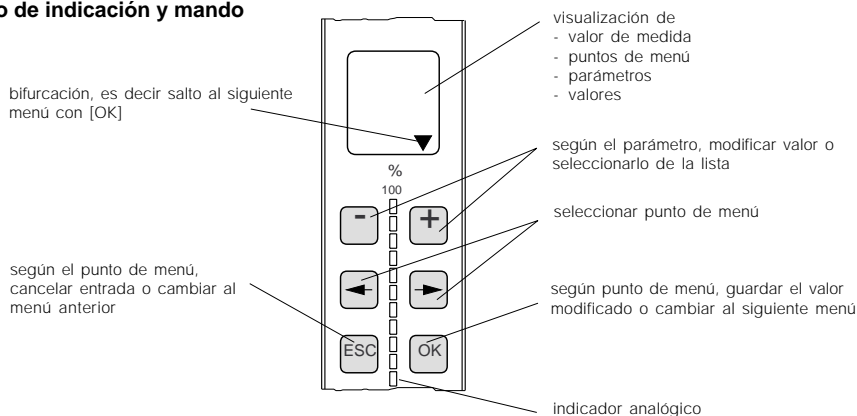 de indicación y mando
visualización de
- valor de medida
- puntos de menú
- parámetros
- valores
bifurcación, es decir salto al siguiente
menú con [OK]
según el parámetro, modificar valor o
seleccionarlo de la lista
%
100
- +
seleccionar punto de menú
según el punto de menú,
cancelar entrada o cambiar al
menú anterior
según punto de menú, guardar el valor
modificado o cambiar al siguiente menú
ESC OK
indicador analógico